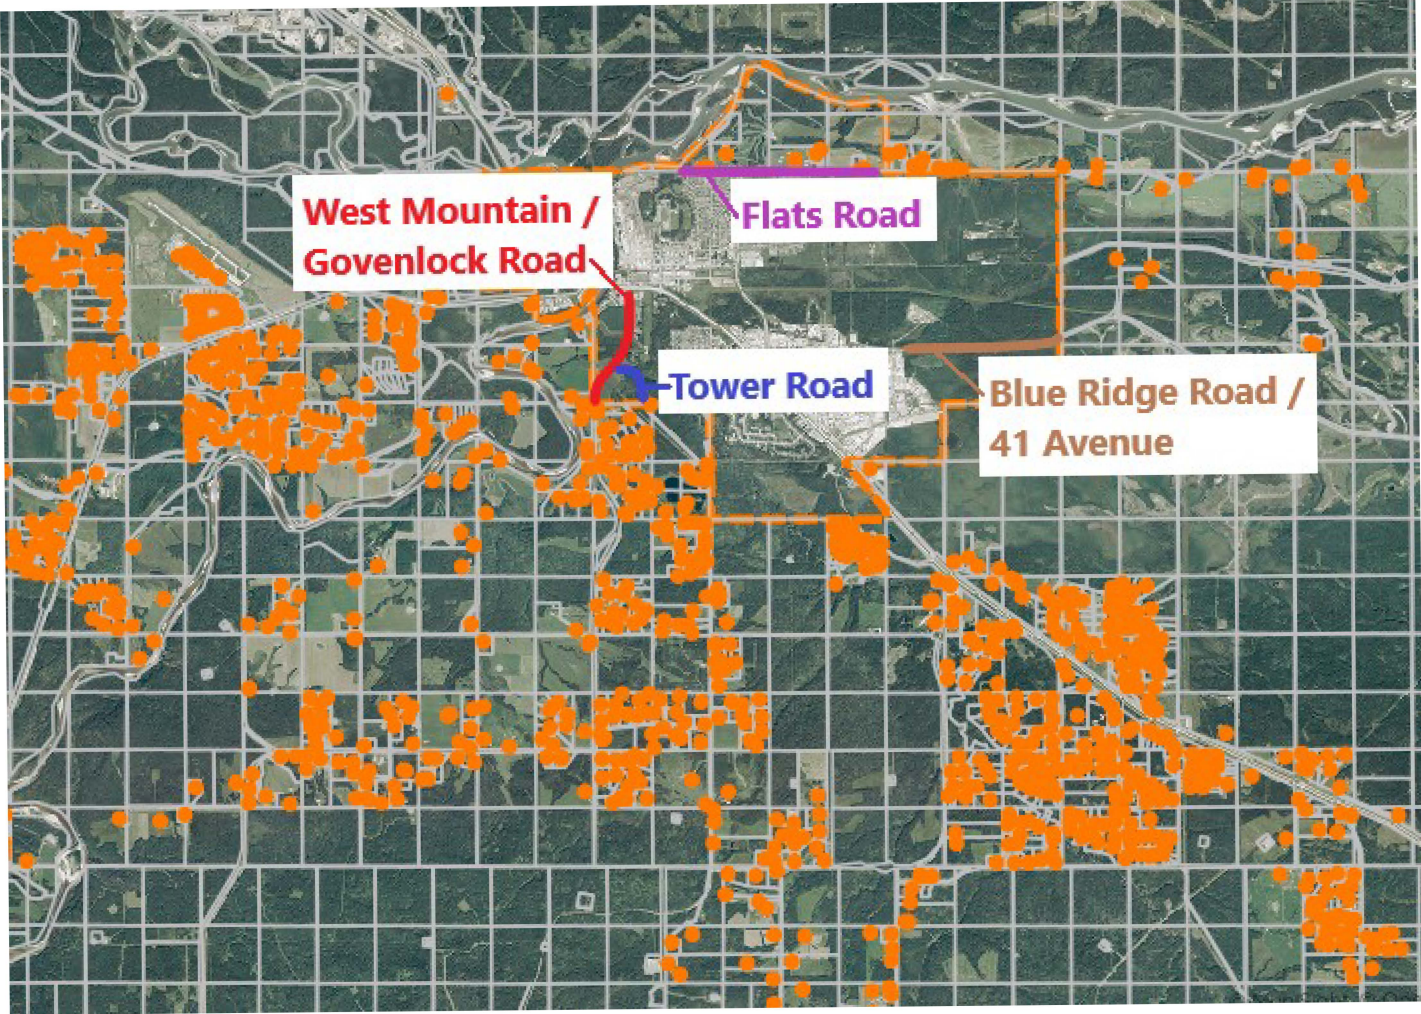 West Mountain /
Govenlock Road
Flats Road
Tower Road
Blue Ridge Road /
41 Avenue